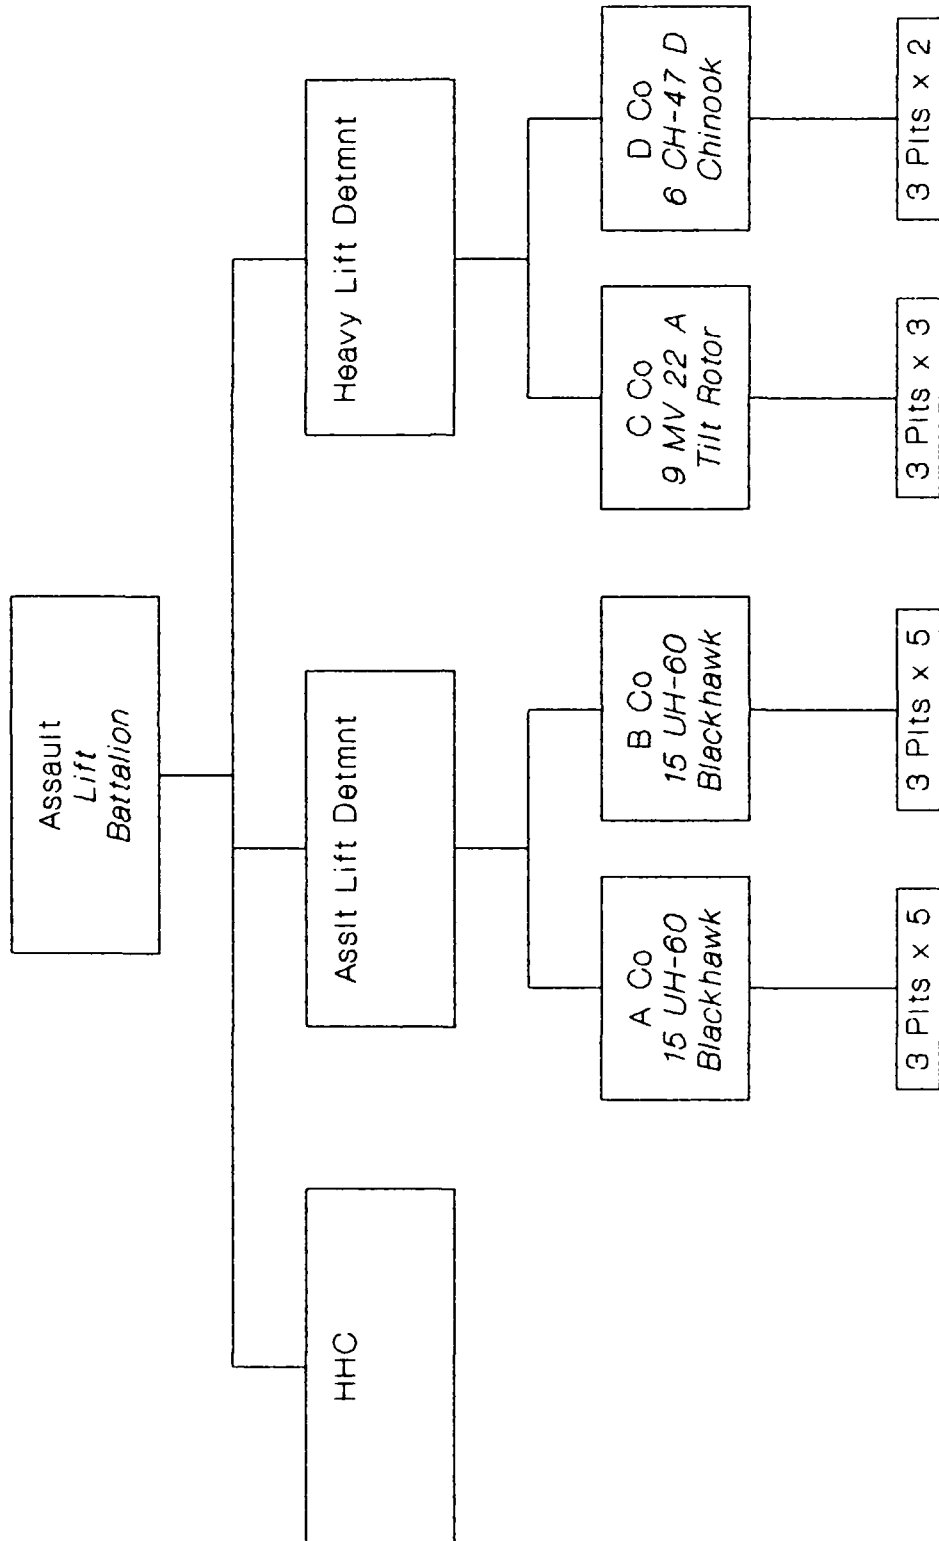 Assault
Lift
Battalion
HHC
Asslt Lift Detmnt
Heavy Lift Detmnt
A Co
15 UH-60
Blackhawk
B Co
15 UH-60
Blackhawk
C Co
9 MV 22 A
Tilt Rotor
D Co
6 CH-47 D
Chinook
3 Plts x 5
3 Plts x 5
3 Plts x 3
3 Plts x 2